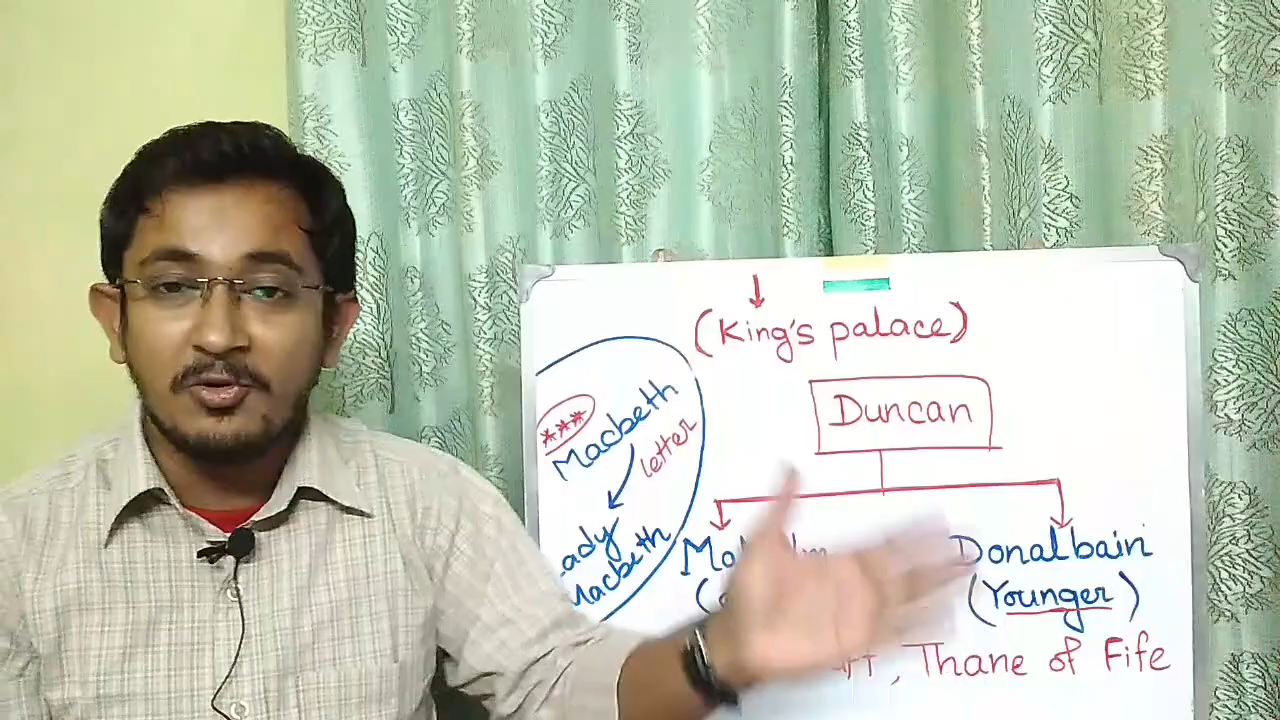 (King's palace)
Duncan
***
Macbeth
letter
Lady
Macbeth
Donalbain
(Younger)
, Thane of Fife